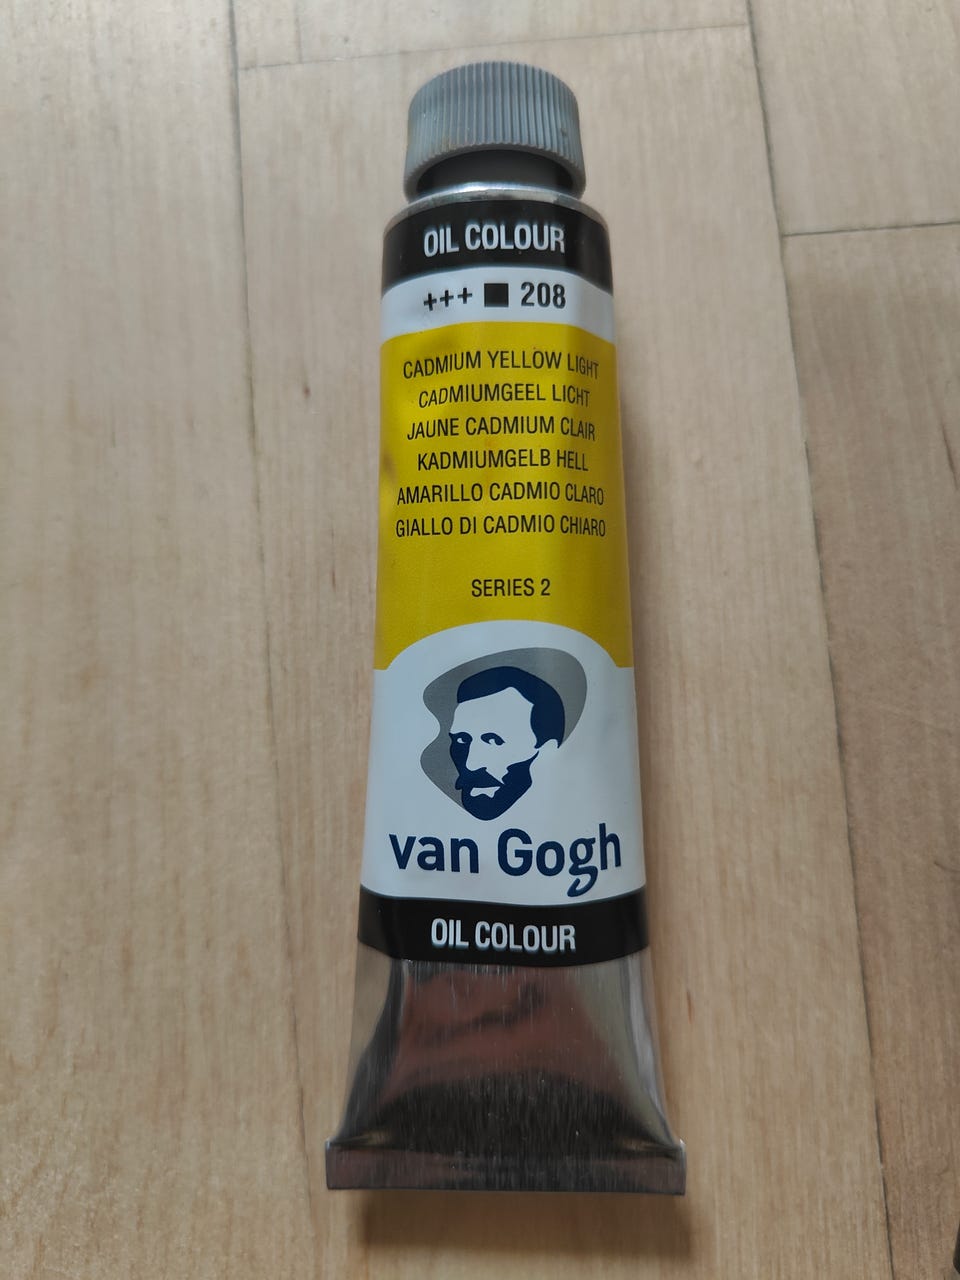 OIL COLOUR
+++ ■ 208
CADMIUM YELLOW LIGHT
CADMIUMGEEL LICHT
JAUNE CADMIUM CLAIR
KADMIUMGELB HELL
AMARILLO CADMIO CLARO
GIALLO DI CADMIO CHIARO
SERIES 2
van Gogh
OIL COLOUR